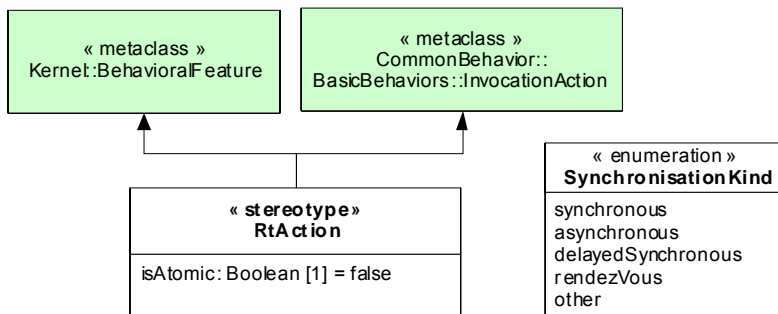 « metaclass »
Kernel::BehavioralFeature
« metaclass »
CommonBehavior::
BasicBehaviors::InvocationAction
« stereotype»
RtAction
isAtomic: Boolean [1] = false
« enumeration »
SynchronisationKind
synchronous
asynchronous
delayedSynchronous
rendezVous
other